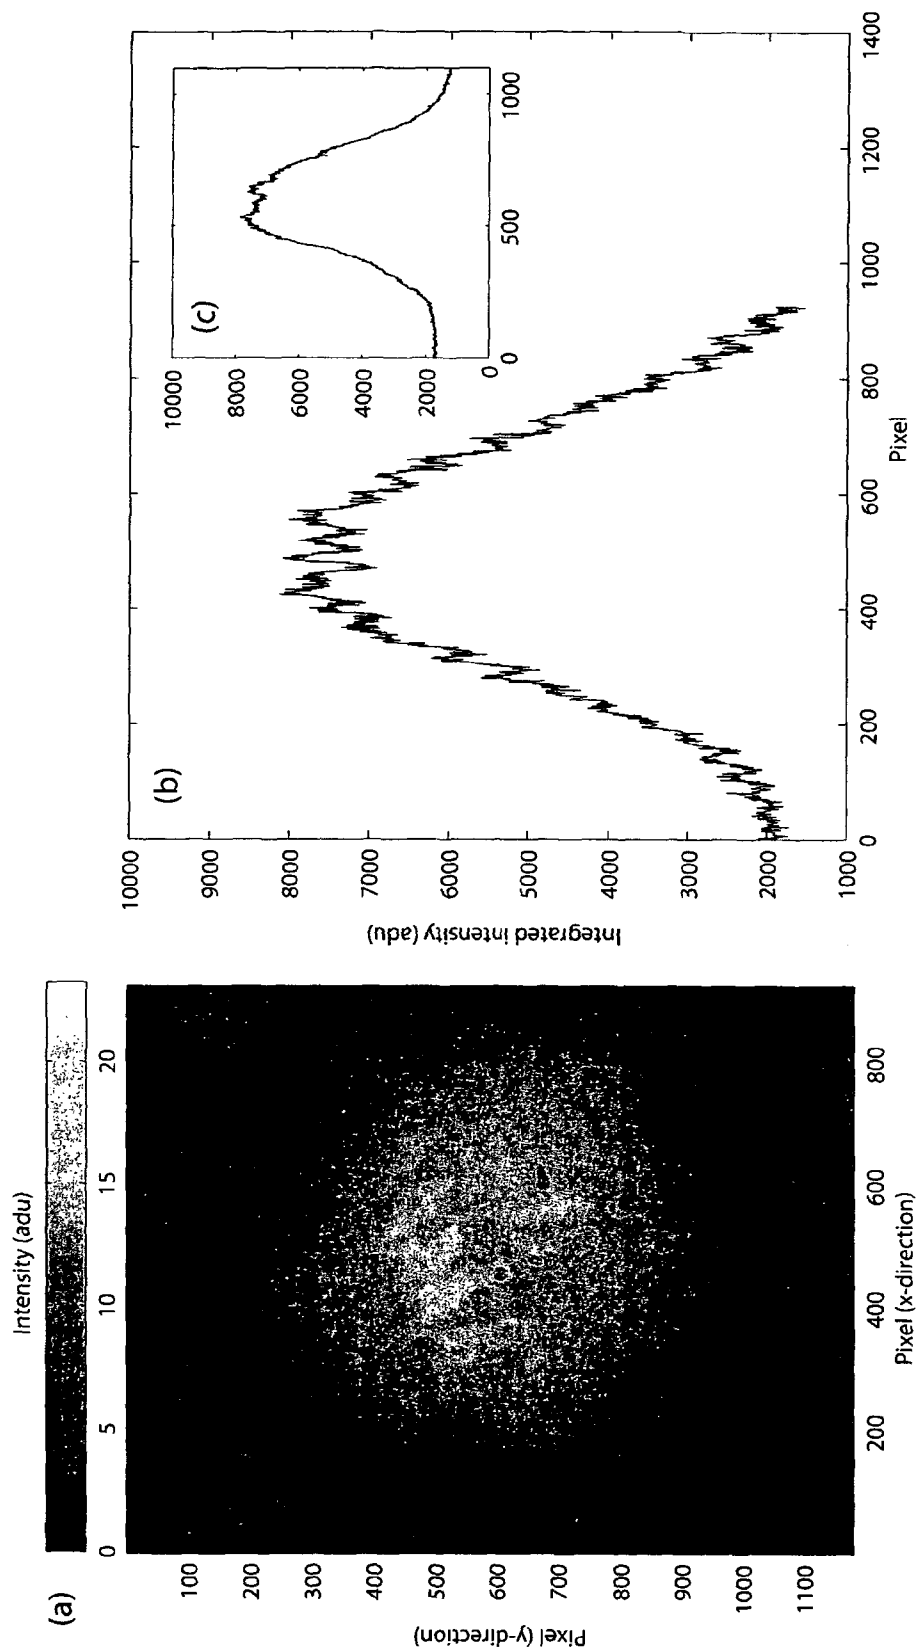 (a)
Intensity (adu)
0 5 10 15 20
Pixel (y-direction)
100
200
300
400
500
600
700
800
900
1000
1100
200 400 600 800
Pixel (x-direction)
(b)
Integrated intensity (adu)
10000
9000
8000
7000
6000
5000
4000
3000
2000
1000
0 200 400 600 800 1000 1200 1400
Pixel
(c)
10000
8000
6000
4000
2000
0
0 500 1000